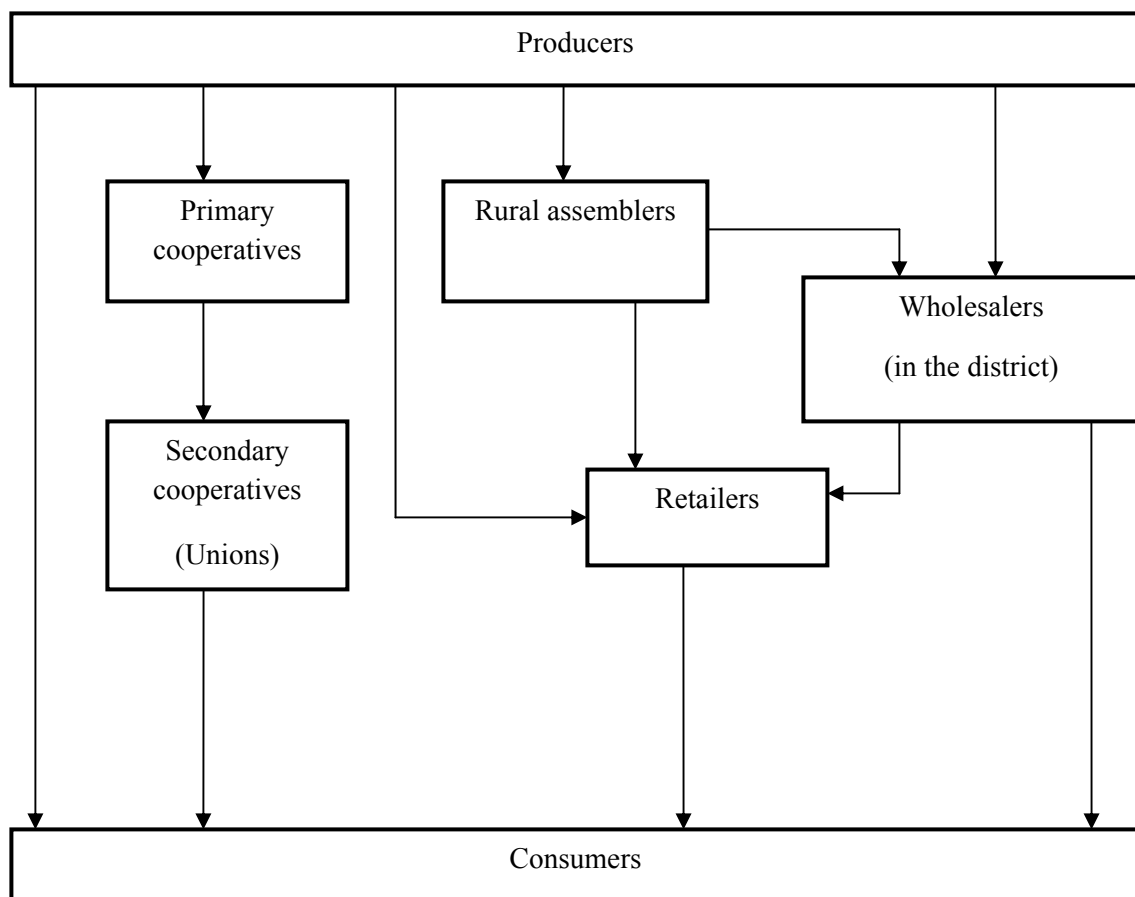 Producers
Primary
cooperatives
Rural assemblers
Wholesalers
(in the district)
Secondary
cooperatives
(Unions)
Retailers
Consumers